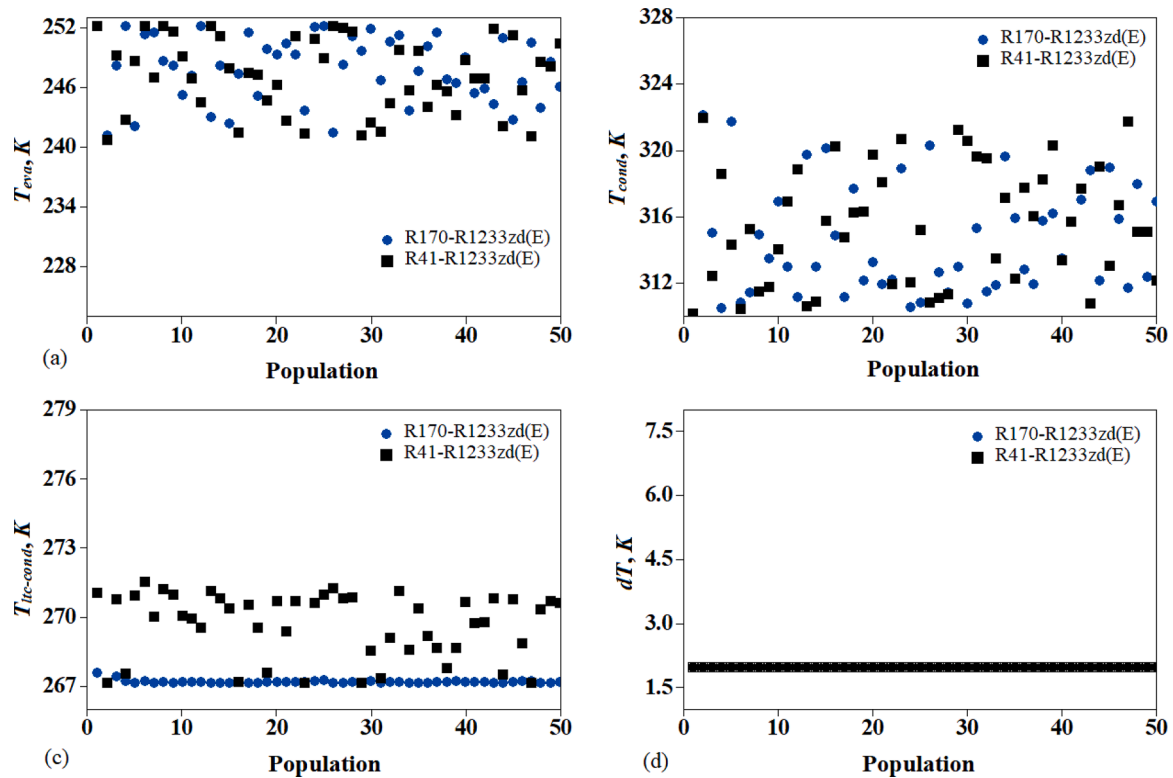 252
246
240
234
228
T_eva, K
R170-R1233zd(E)
R41-R1233zd(E)
0 10 20 30 40 50
(a)
Population
328
324
320
316
312
T_cond, K
R170-R1233zd(E)
R41-R1233zd(E)
0 10 20 30 40 50
Population
279
276
273
270
267
T_ltc-cond, K
R170-R1233zd(E)
R41-R1233zd(E)
0 10 20 30 40 50
(c)
Population
7.5
6.0
4.5
3.0
1.5
dT, K
R170-R1233zd(E)
R41-R1233zd(E)
0 10 20 30 40 50
(d)
Population